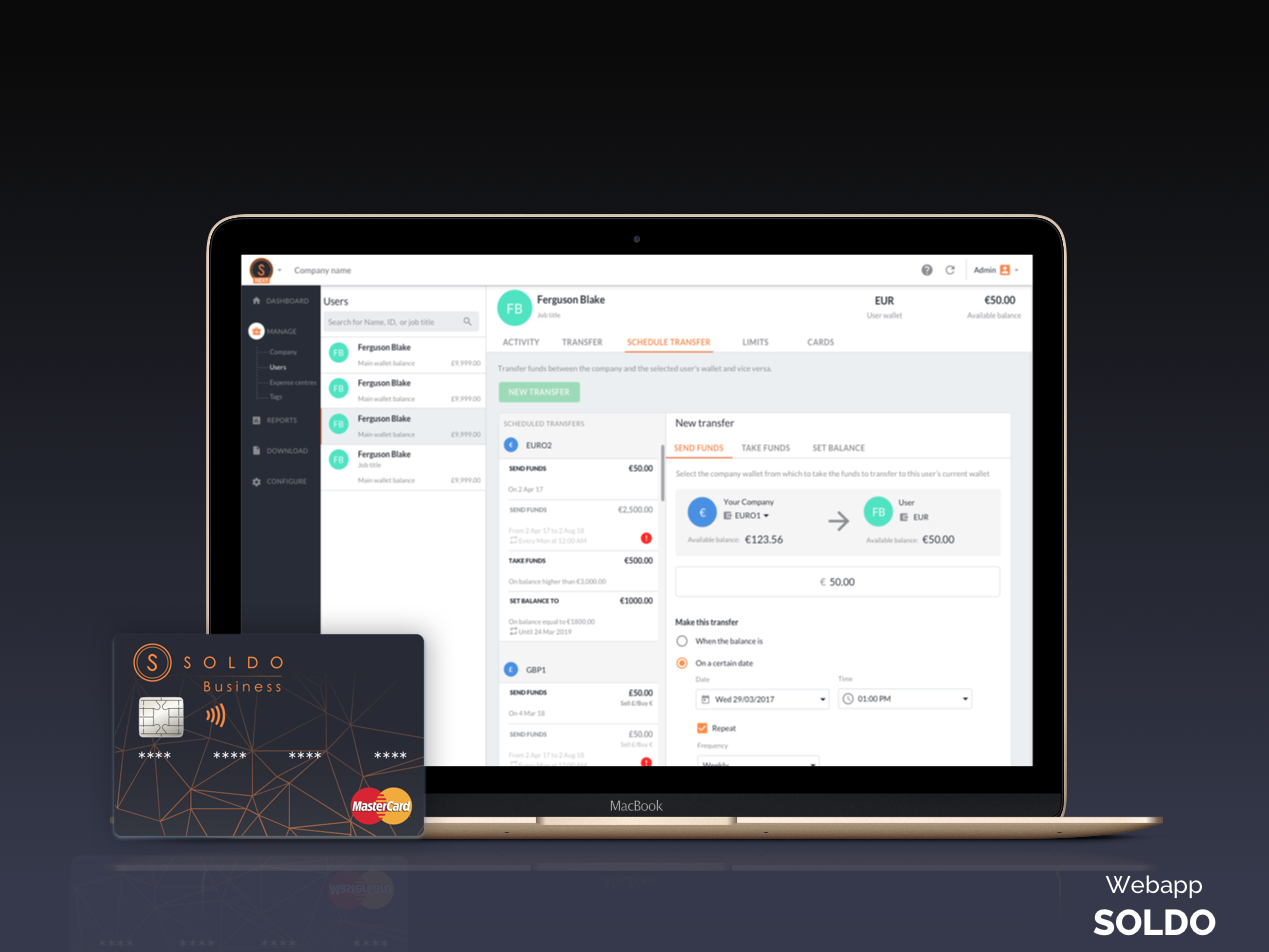 S
NEXT
Company name
?
Admin
DASHBOARD
MANAGE
Company
Users
Expense centres
Tags
REPORTS
DOWNLOAD
CONFIGURE
Users
Search for Name, ID, or job title
FB
Ferguson Blake
Main wallet balance £9,999.00
FB
Ferguson Blake
Main wallet balance £9,999.00
FB
Ferguson Blake
Main wallet balance £9,999.00
FB
Ferguson Blake
Job title
Main wallet balance £9,999.00
FB
Ferguson Blake
Job title
EUR
User wallet
€50.00
Available balance
ACTIVITY TRANSFER SCHEDULE TRANSFER LIMITS CARDS
Transfer funds between the company and the selected user's wallet and vice versa.
NEW TRANSFER
SCHEDULED TRANSFERS
€ EURO2
SEND FUNDS €50.00
On 2 Apr 17
SEND FUNDS €2,500.00
From 2 Apr 17 to 2 Aug 18
Every Mon at 12:00 AM
!
TAKE FUNDS €500.00
On balance higher than €3,000.00
SET BALANCE TO €1000.00
On balance equal to €1800.00
Until 24 Mar 2019
£ GBP1
SEND FUNDS £50.00
Sell £/Buy €
On 4 Mar 18
SEND FUNDS £50.00
Sell £/Buy €
From 2 Apr 17 to 2 Aug 18
Every Mon at 12:00 AM
!
New transfer
SEND FUNDS TAKE FUNDS SET BALANCE
Select the company wallet from which to take the funds to transfer to this user's current wallet
€
Your Company
EURO1
Available balance: €123.56
FB
User
EUR
Available balance: €50.00
€ 50.00
Make this transfer
When the balance is
On a certain date
Date Time
Wed 29/03/2017 01:00 PM
Repeat
Frequency
Weekly
MacBook
S SOLDO
Business
**** **** **** ****
MasterCard
Webapp
SOLDO